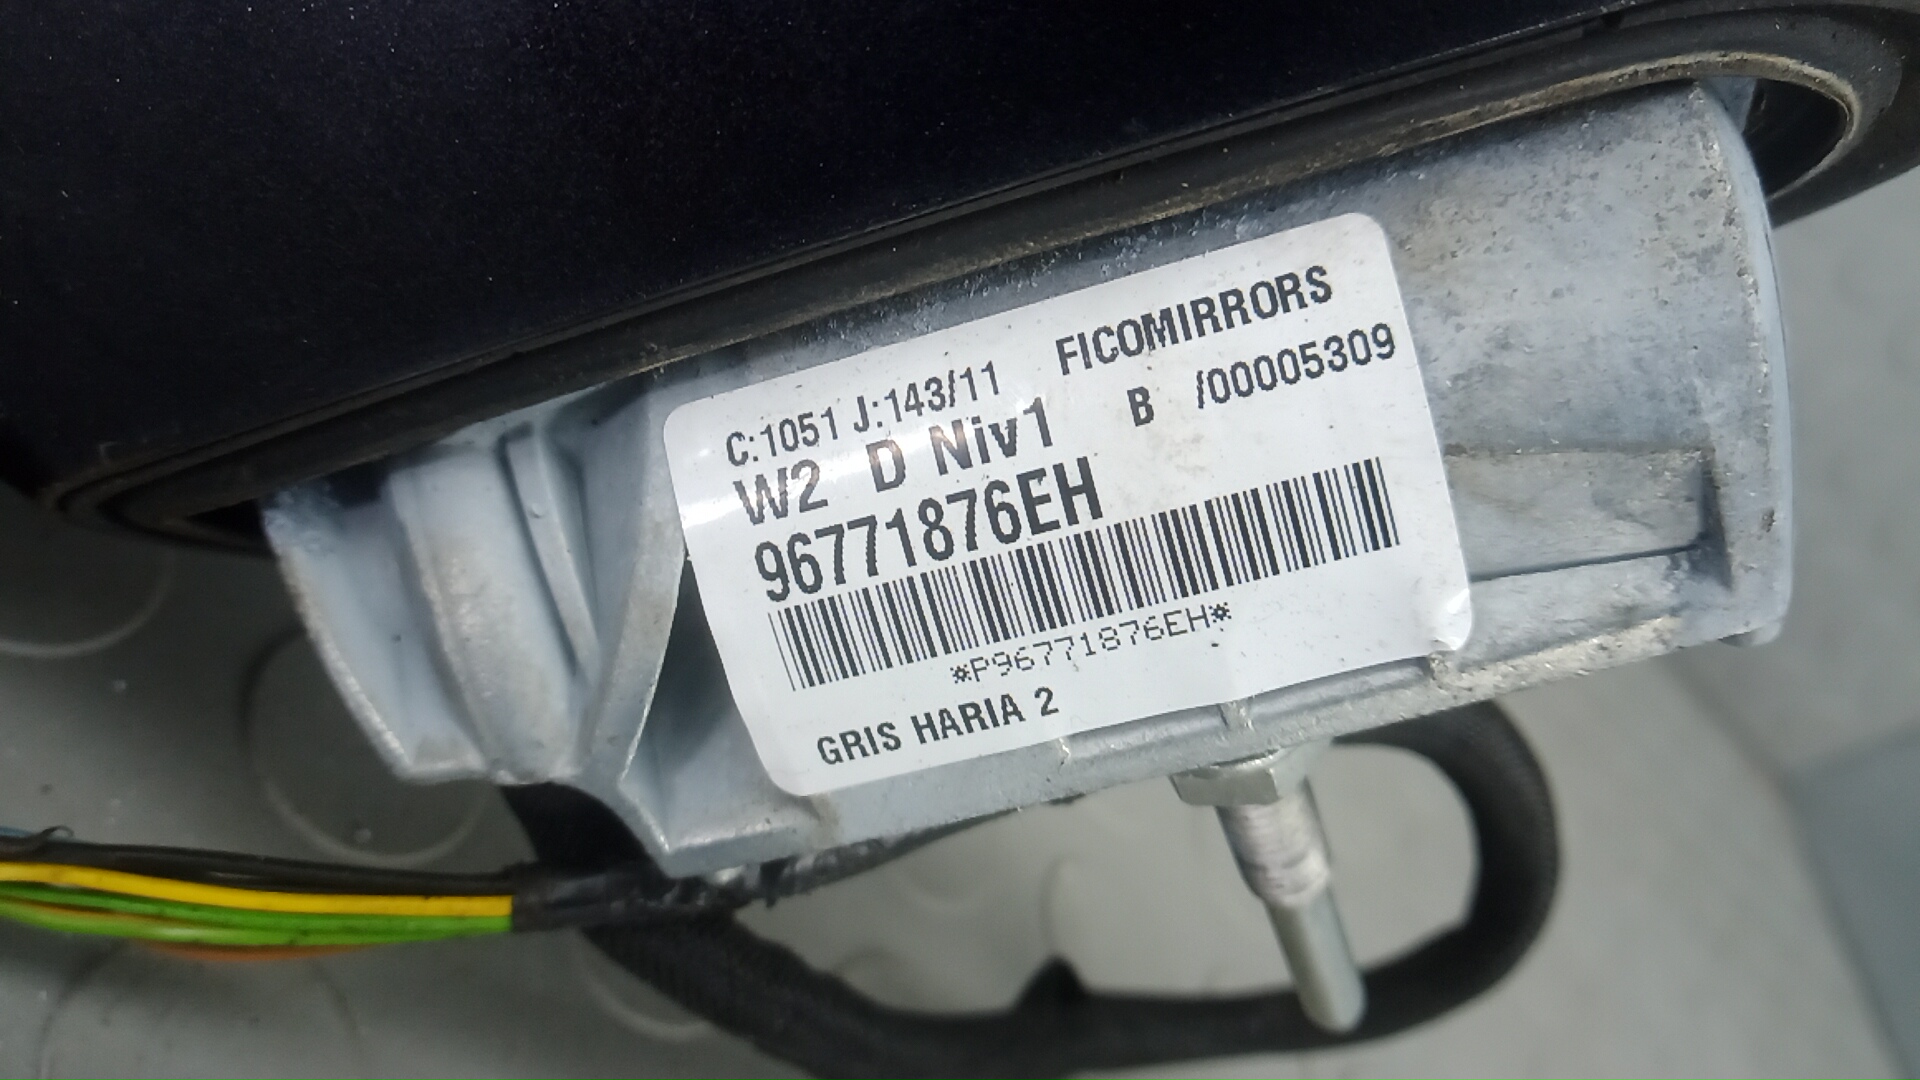 C:1051 J:143/11 FICOMIRRORS
W2 D Niv1 B /00005309
96771876EH
*P96771876EH*
GRIS HARIA 2